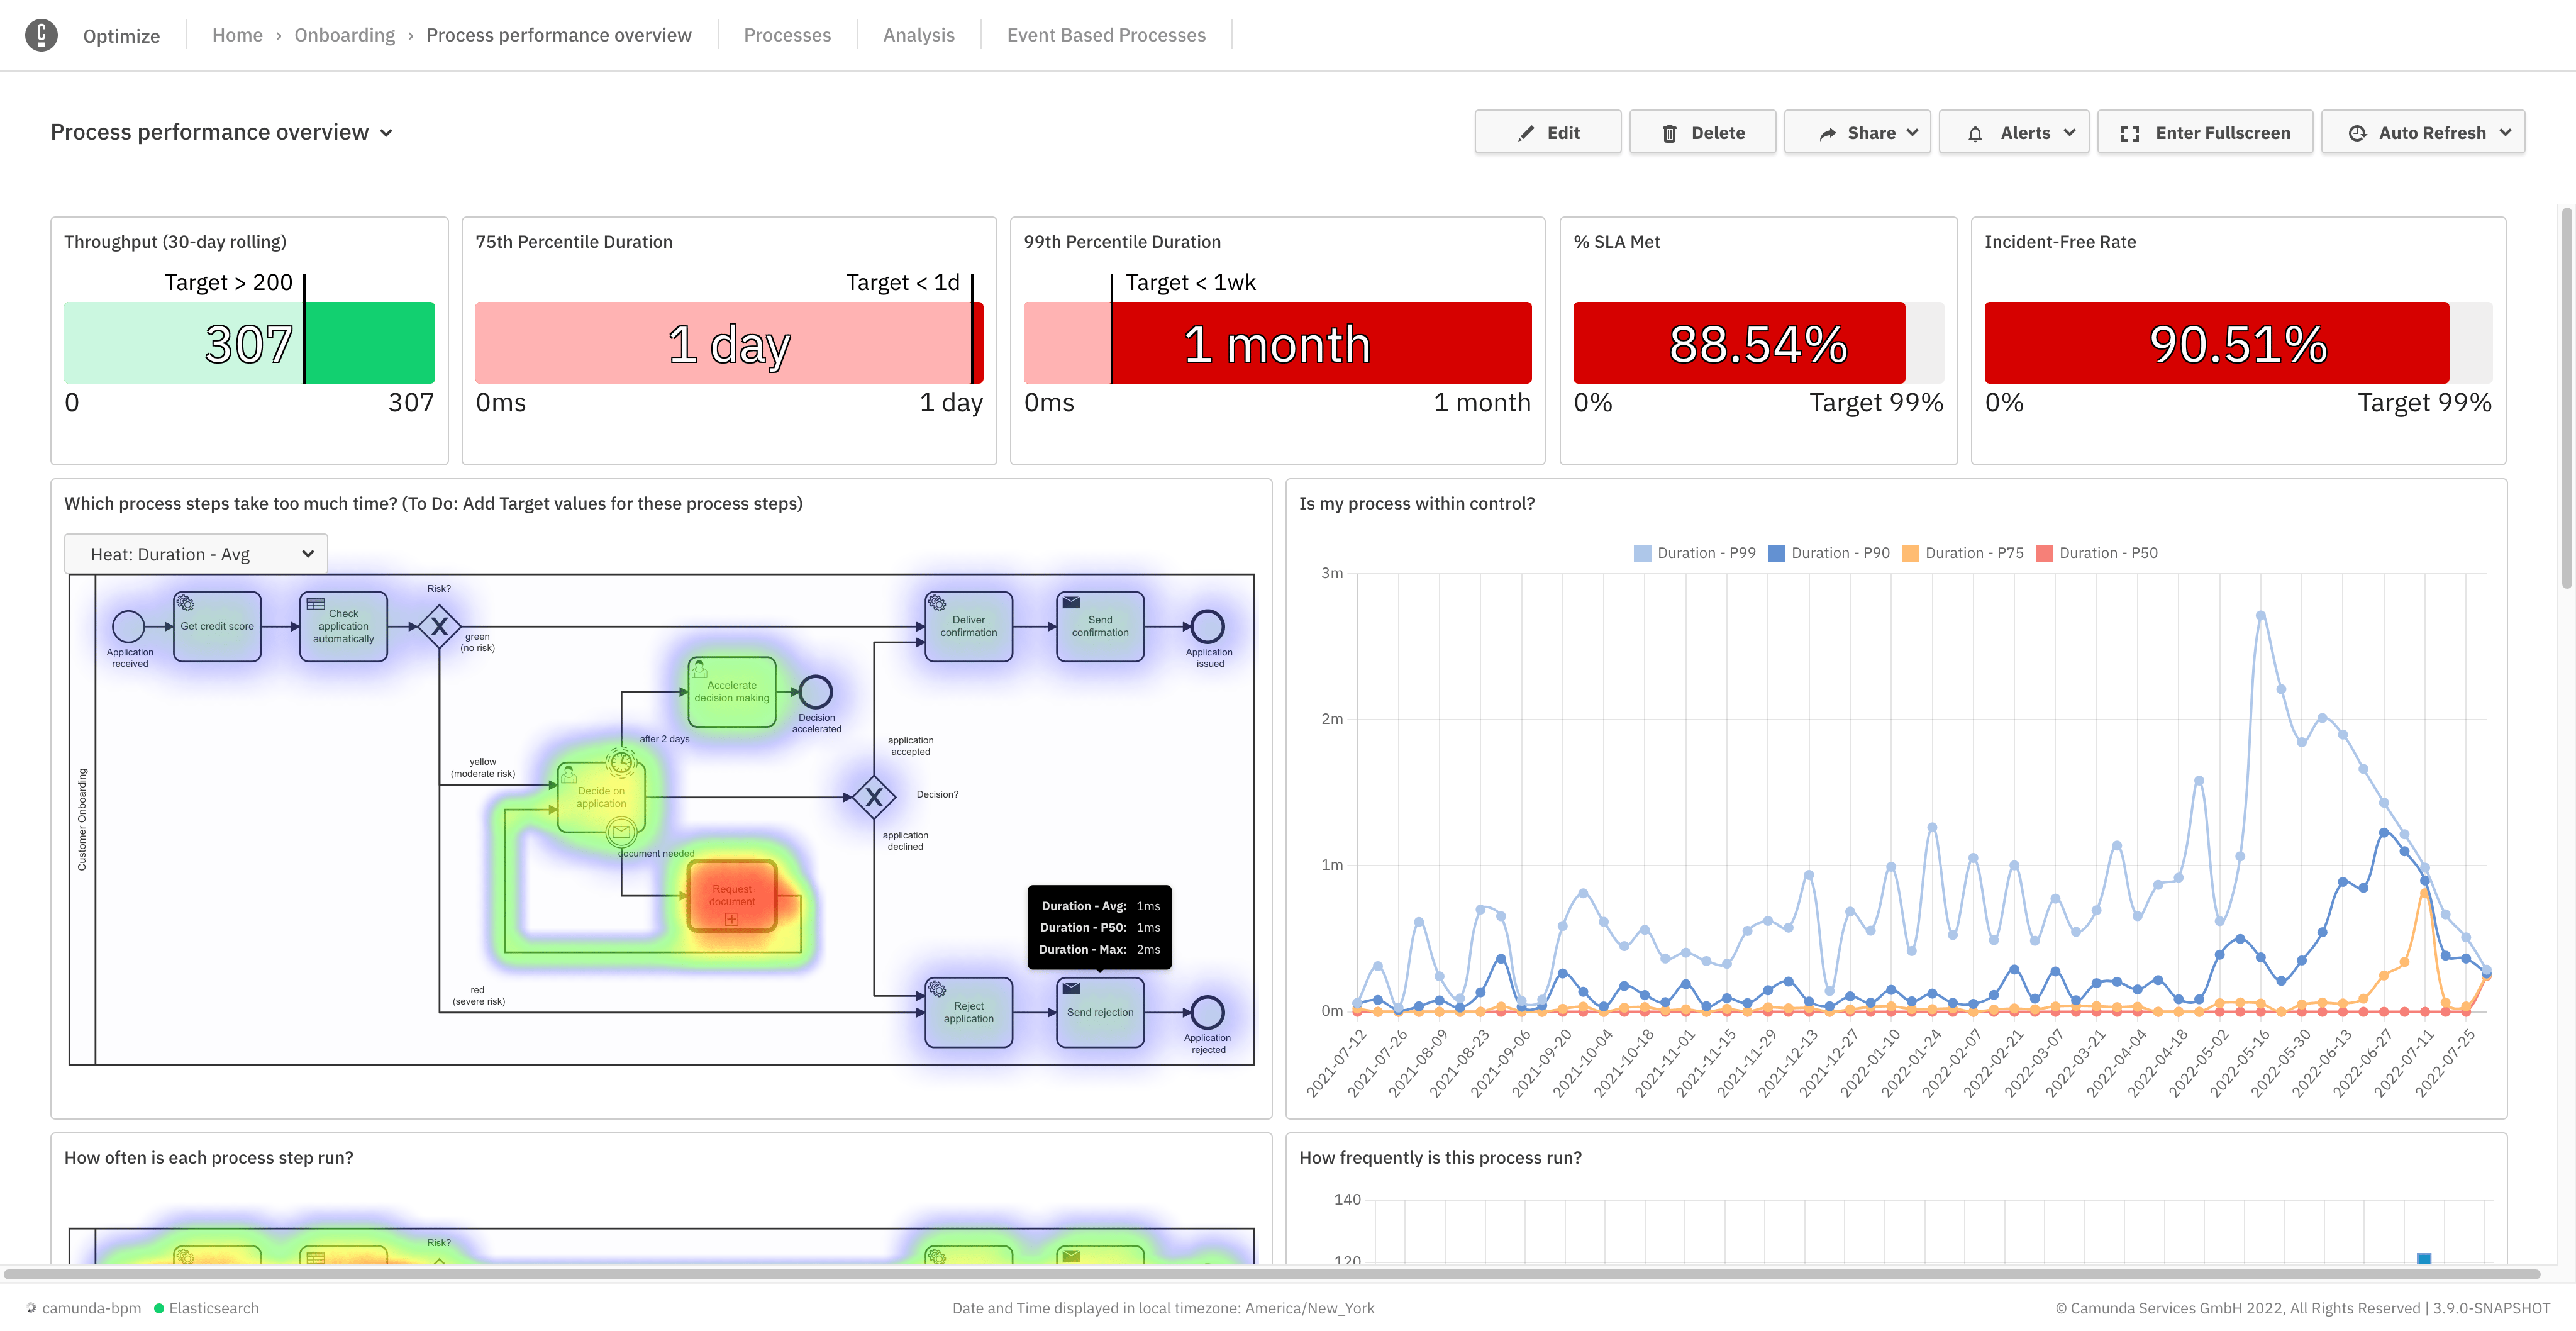 Optimize
Home › Onboarding › Process performance overview
Processes
Analysis
Event Based Processes
Process performance overview
Edit
Delete
Share
Alerts
Enter Fullscreen
Auto Refresh
Throughput (30-day rolling)
Target > 200
307
0
307
75th Percentile Duration
Target < 1d
1 day
0ms
1 day
99th Percentile Duration
Target < 1wk
1 month
0ms
1 month
% SLA Met
88.54%
0%
Target 99%
Incident-Free Rate
90.51%
0%
Target 99%
Which process steps take too much time? (To Do: Add Target values for these process steps)
Heat: Duration - Avg
Customer Onboarding
Application
received
Get credit score
Check
application
automatically
Risk?
green
(no risk)
Deliver
confirmation
Send
confirmation
Application
issued
Accelerate
decision making
Decision
accelerated
after 2 days
yellow
(moderate risk)
Decide on
application
application
accepted
Decision?
application
declined
document needed
Request
document
Duration - Avg: 1ms
Duration - P50: 1ms
Duration - Max: 2ms
red
(severe risk)
Reject
application
Send rejection
Application
rejected
Is my process within control?
Duration - P99
Duration - P90
Duration - P75
Duration - P50
3m
2m
1m
0m
2021-07-12
2021-07-26
2021-08-09
2021-08-23
2021-09-06
2021-09-20
2021-10-04
2021-10-18
2021-11-01
2021-11-15
2021-11-29
2021-12-13
2021-12-27
2022-01-10
2022-01-24
2022-02-07
2022-02-21
2022-03-07
2022-03-21
2022-04-04
2022-04-18
2022-05-02
2022-05-16
2022-05-30
2022-06-13
2022-06-27
2022-07-11
2022-07-25
How often is each process step run?
Risk?
How frequently is this process run?
140
120
camunda-bpm
Elasticsearch
Date and Time displayed in local timezone: America/New_York
© Camunda Services GmbH 2022, All Rights Reserved | 3.9.0-SNAPSHOT